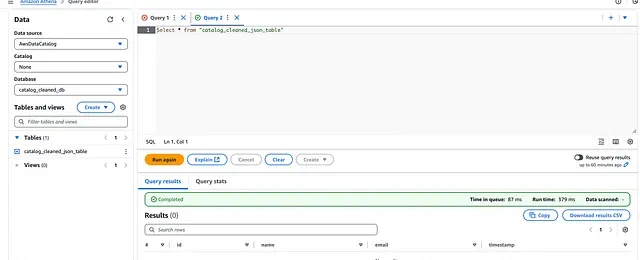 Amazon Athena > Query editor
Data
Data source
AwsDataCatalog
Catalog
None
Database
catalog_cleaned_db
Tables and views
Create
Filter tables and views
Tables (1)
1
catalog_cleaned_json_table
Views (0)
1
Query 1
Query 2
1 Select * from "catalog_cleaned_json_table"
SQL Ln 1, Col 1
Run again
Explain
Cancel
Clear
Create
Reuse query results
up to 60 minutes ago
Query results
Query stats
Completed
Time in queue: 87 ms Run time: 379 ms Data scanned: -
Results (0)
Copy
Download results CSV
Search rows
1
# id name email timestamp